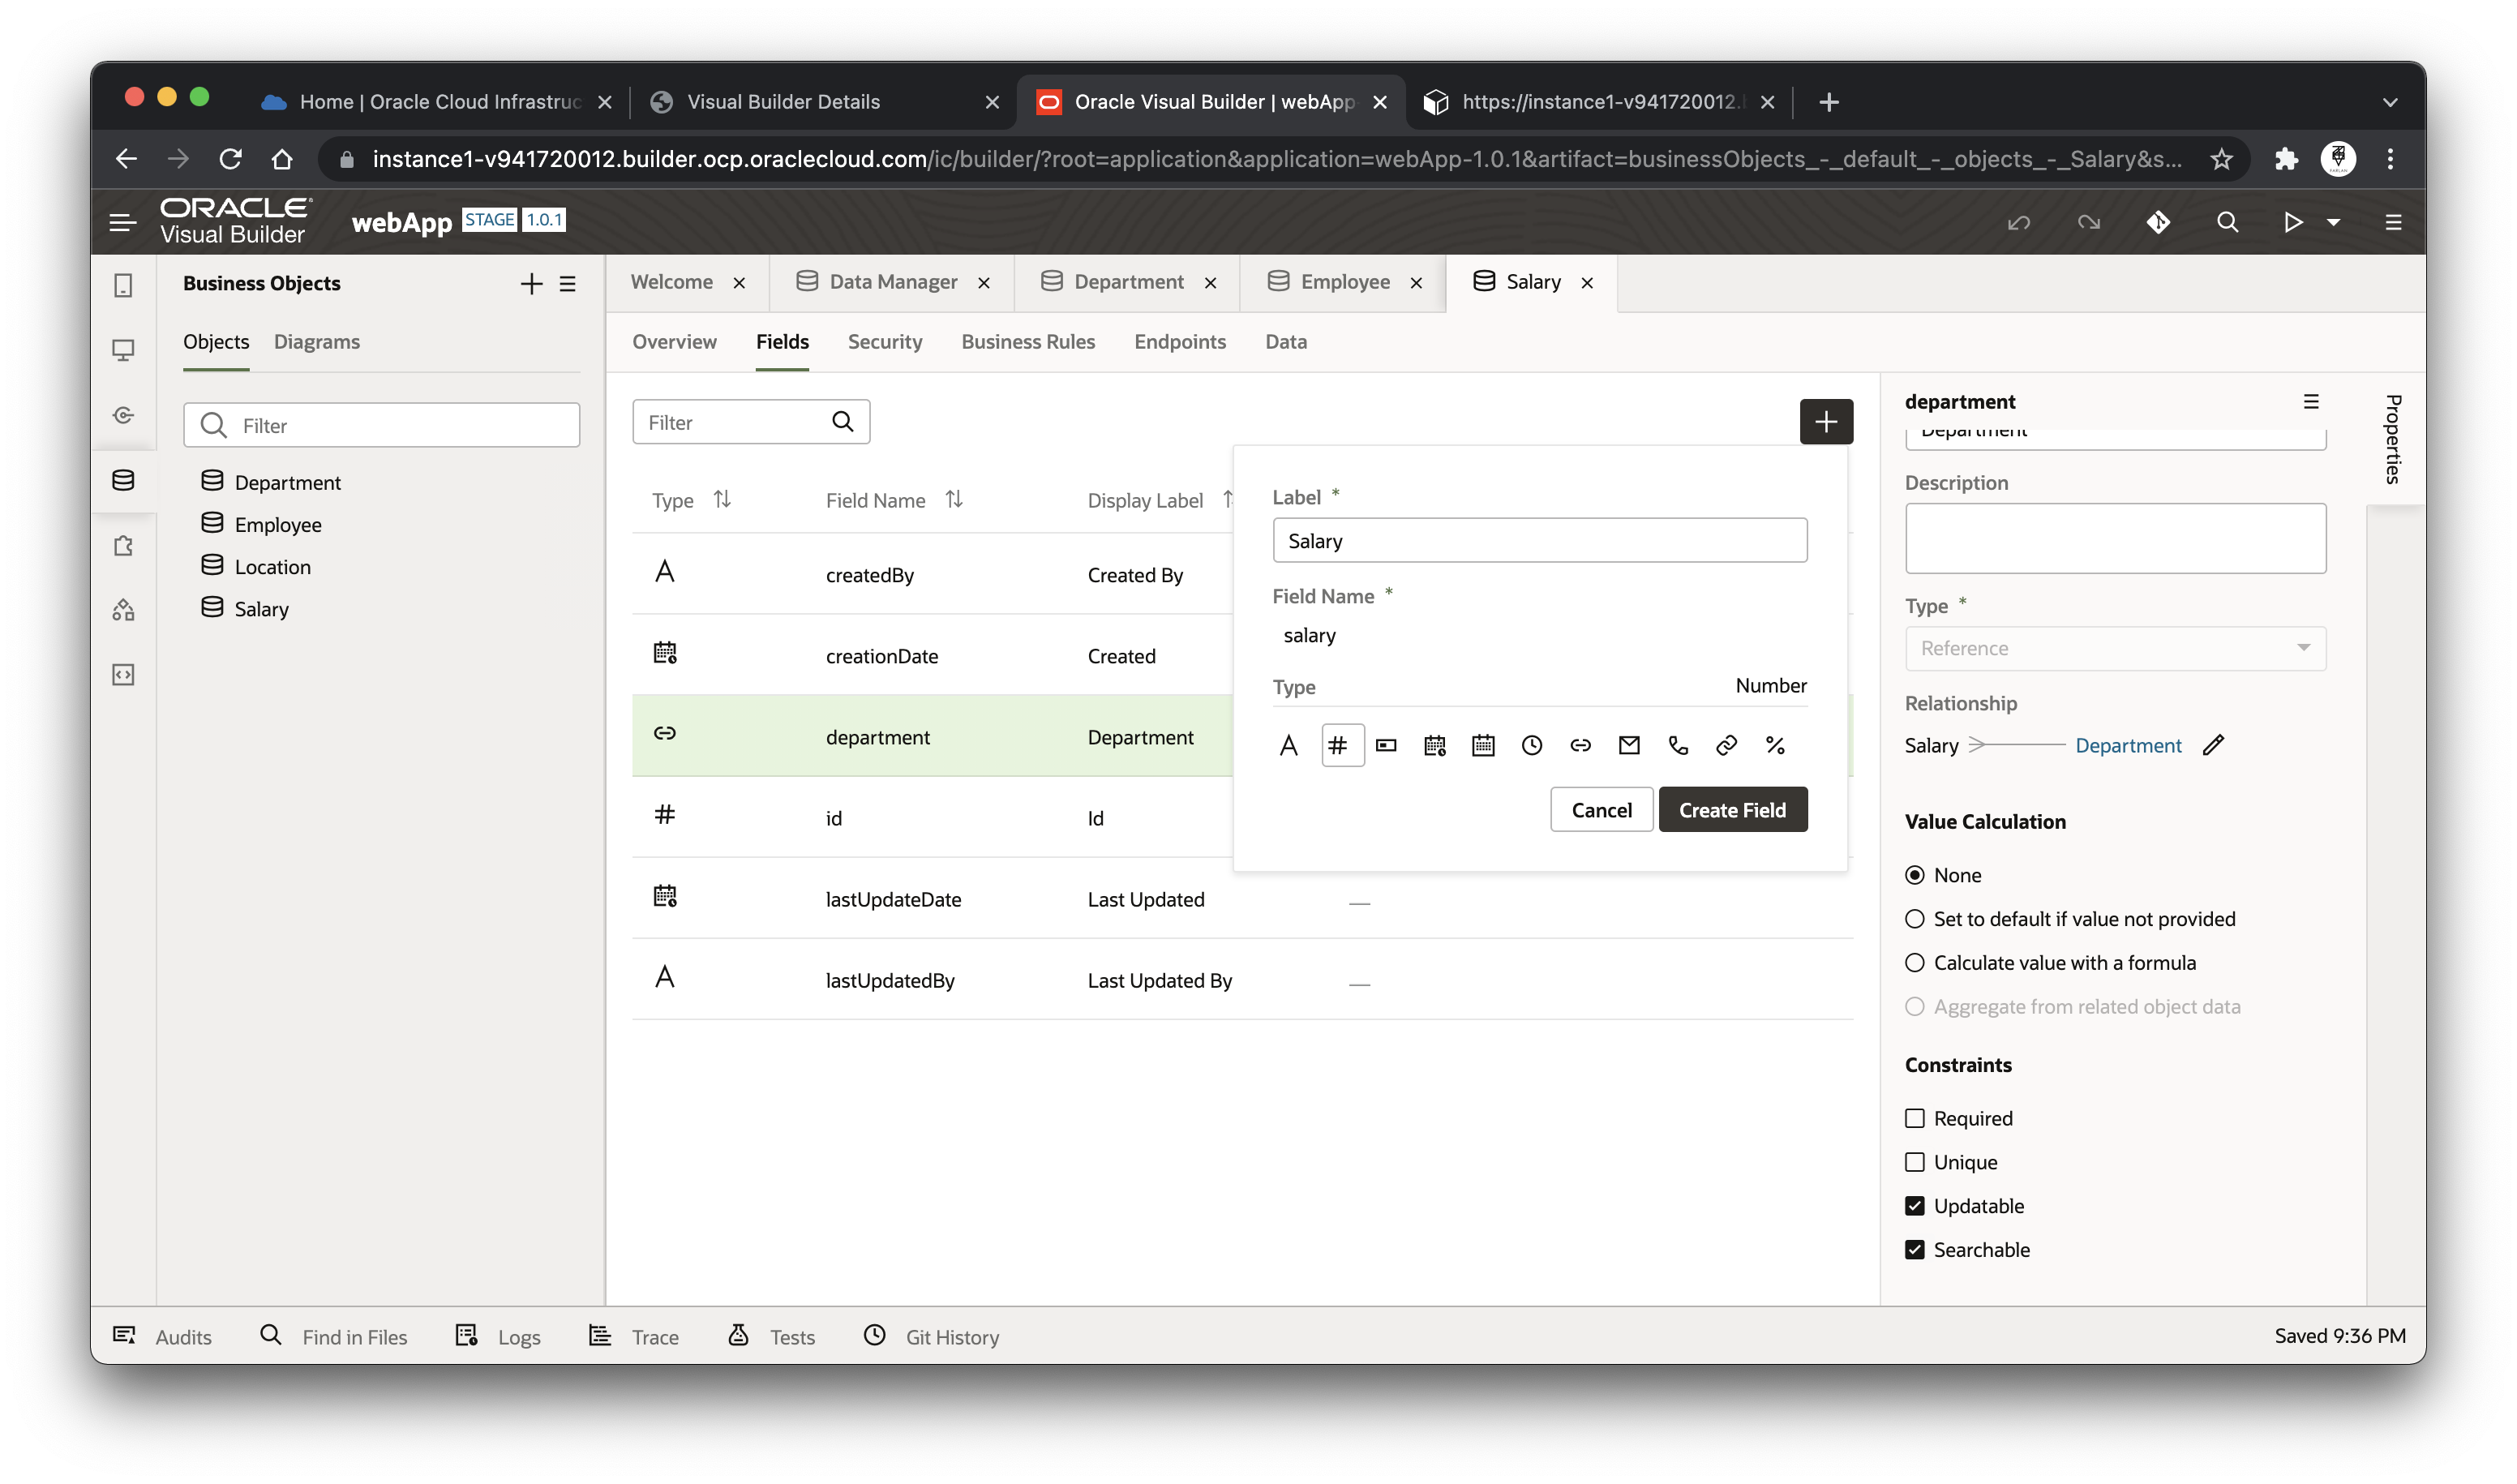 Home | Oracle Cloud Infrastruc
Visual Builder Details
Oracle Visual Builder | webApp
https://instance1-v941720012.
instance1-v941720012.builder.ocp.oraclecloud.com/ic/builder/?root=application&application=webApp-1.0.1&artifact=businessObjects_-_default_-_objects_-_Salary&s...
ORACLE
Visual Builder
webApp STAGE 1.0.1
Business Objects
Objects Diagrams
Filter
Department
Employee
Location
Salary
Welcome Data Manager Department Employee Salary
Overview Fields Security Business Rules Endpoints Data
Filter
Type Field Name Display Label
A createdBy Created By
creationDate Created
department Department
# id Id
lastUpdateDate Last Updated —
A lastUpdatedBy Last Updated By —
Label *
Salary
Field Name *
salary
Type Number
A # %
Cancel Create Field
department
Department
Description
Type *
Reference
Relationship
Salary Department
Value Calculation
None
Set to default if value not provided
Calculate value with a formula
Aggregate from related object data
Constraints
Required
Unique
Updatable
Searchable
Properties
Audits Find in Files Logs Trace Tests Git History
Saved 9:36 PM